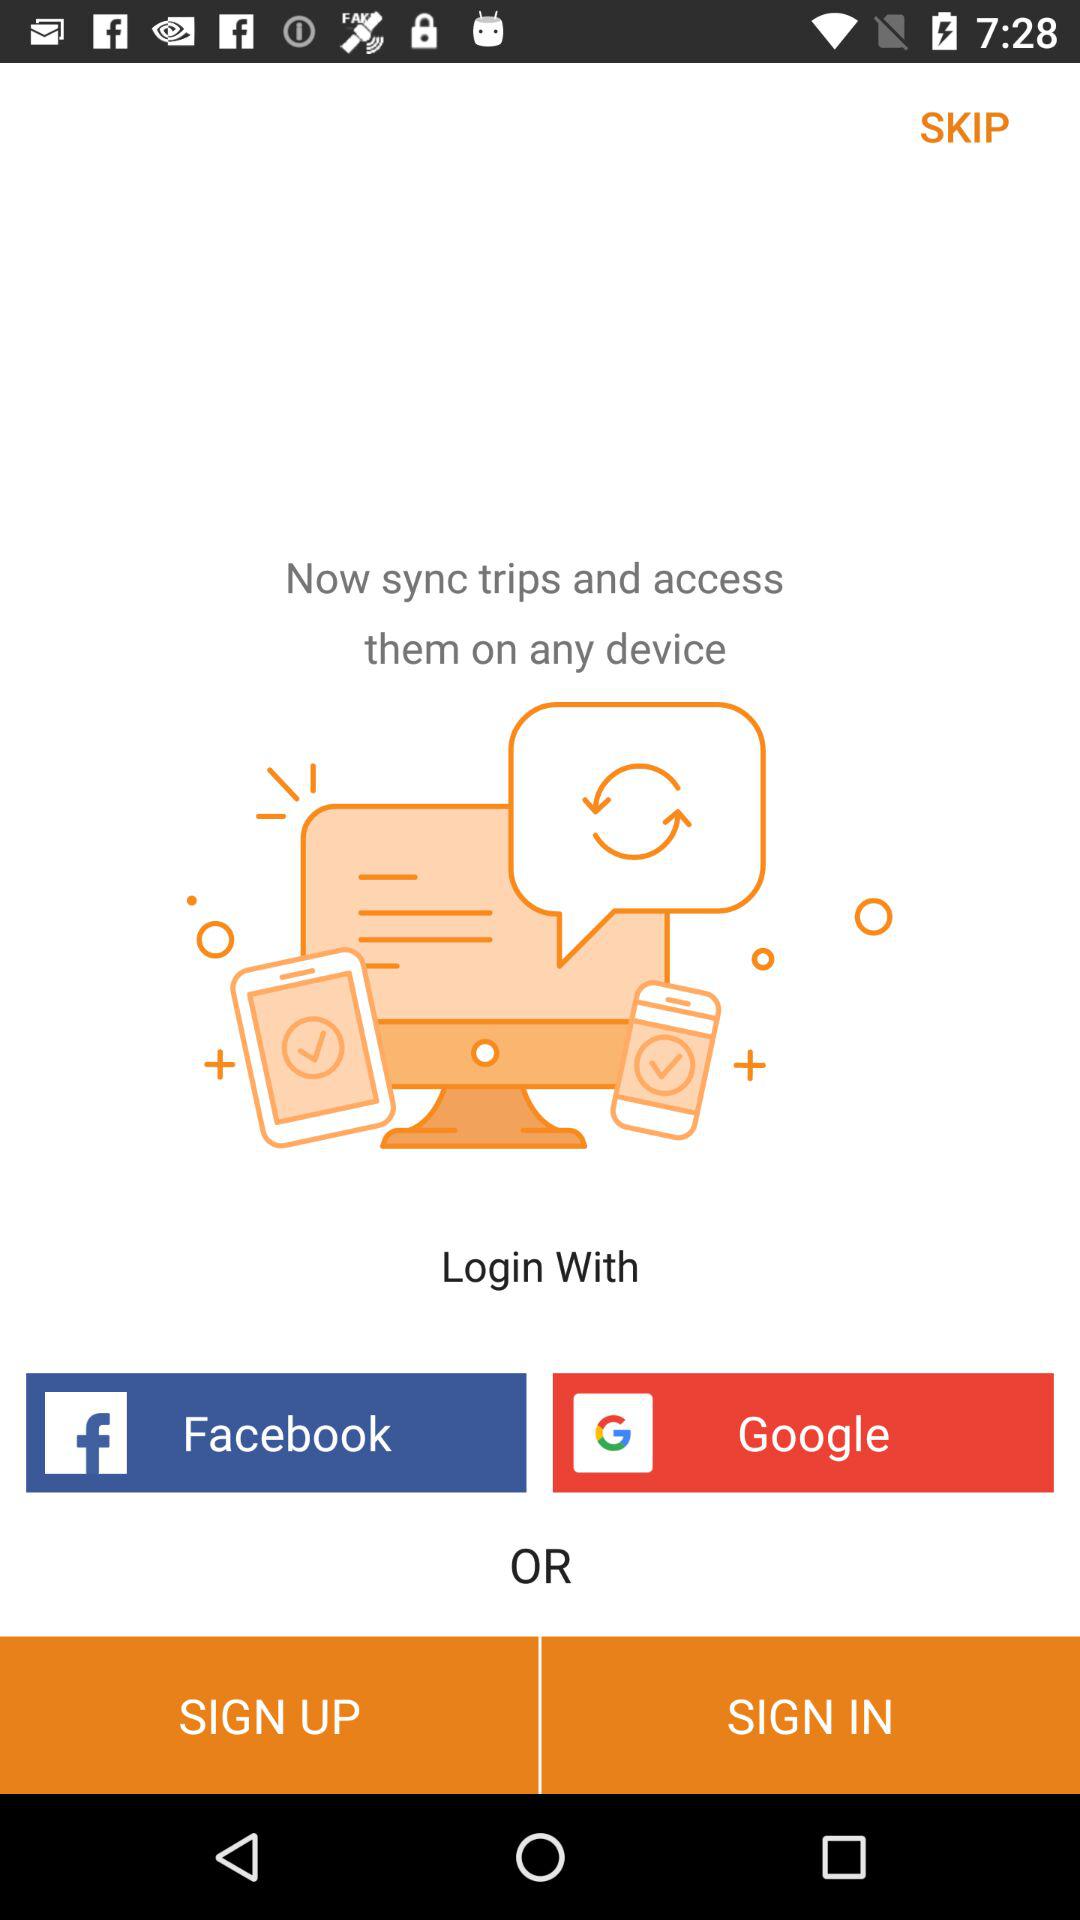 FAKE 7:28
SKIP
Now sync trips and access
them on any device
Login With
Facebook
Google
OR
SIGN UP
SIGN IN